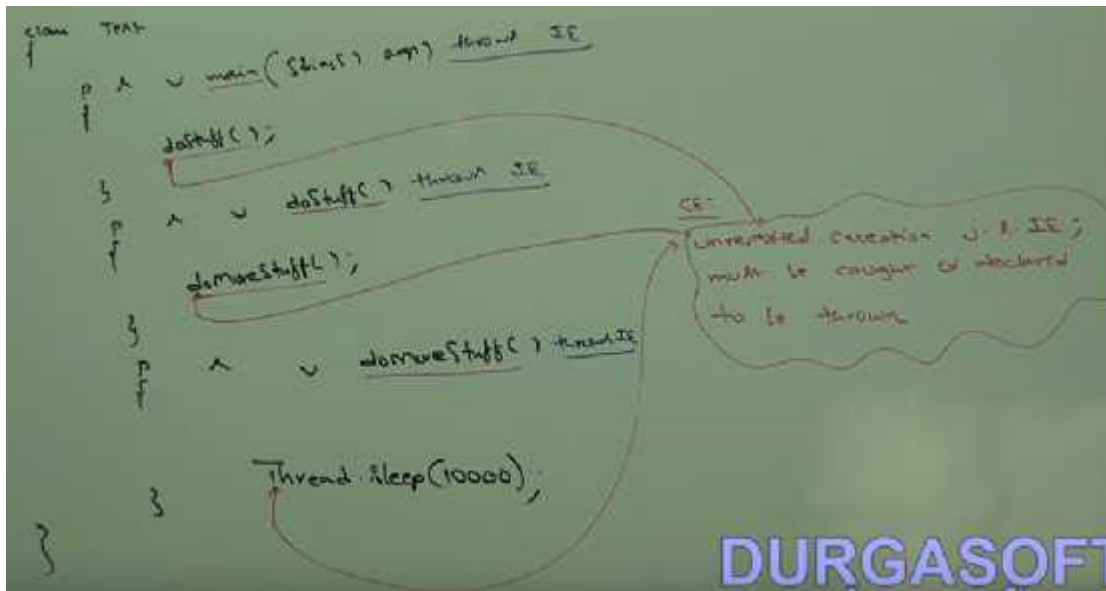 class Test
{
p s v main(String[] args) throws IE
{
doStuff();
}
p s v doStuff() throws IE
{
doMoreStuff();
}
p s v doMoreStuff() throws IE
{
Thread.sleep(10000);
}
}
CE:
unreported exception j.l.IE;
must be caught or declared
to be thrown
DURGASOFT